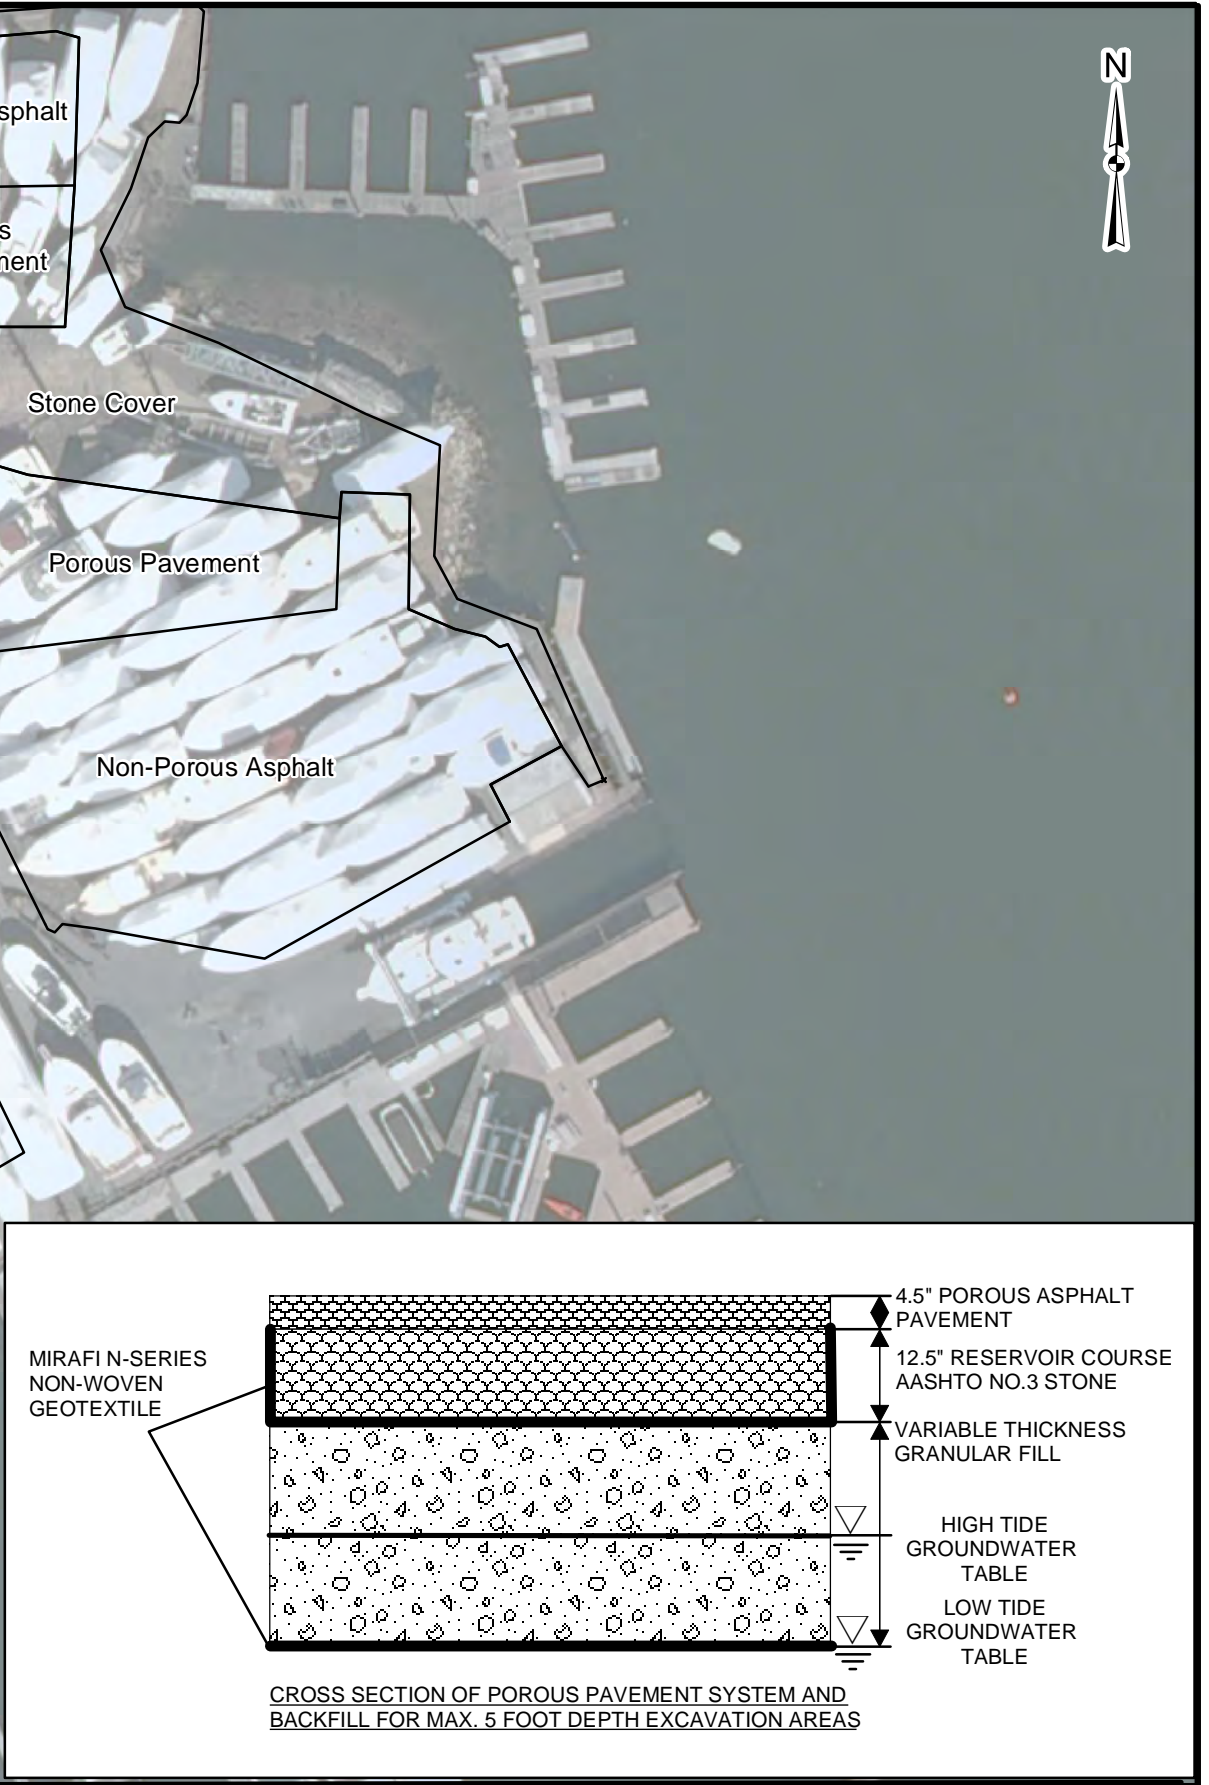 N
sphalt
s
ment
Stone Cover
Porous Pavement
Non-Porous Asphalt
4.5" POROUS ASPHALT
PAVEMENT
MIRAFI N-SERIES
NON-WOVEN
GEOTEXTILE
12.5" RESERVOIR COURSE
AASHTO NO.3 STONE
VARIABLE THICKNESS
GRANULAR FILL
HIGH TIDE
GROUNDWATER
TABLE
LOW TIDE
GROUNDWATER
TABLE
CROSS SECTION OF POROUS PAVEMENT SYSTEM AND
BACKFILL FOR MAX. 5 FOOT DEPTH EXCAVATION AREAS